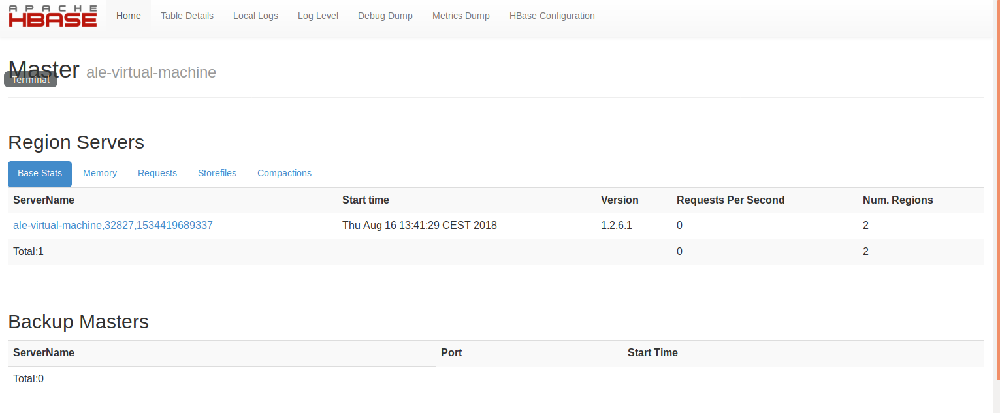 APACHE
HBASE
Home Table Details Local Logs Log Level Debug Dump Metrics Dump HBase Configuration
Master ale-virtual-machine
Terminal
Region Servers
Base Stats Memory Requests Storefiles Compactions
ServerName Start time Version Requests Per Second Num. Regions
ale-virtual-machine,32827,1534419689337 Thu Aug 16 13:41:29 CEST 2018 1.2.6.1 0 2
Total:1 0 2
Backup Masters
ServerName Port Start Time
Total:0